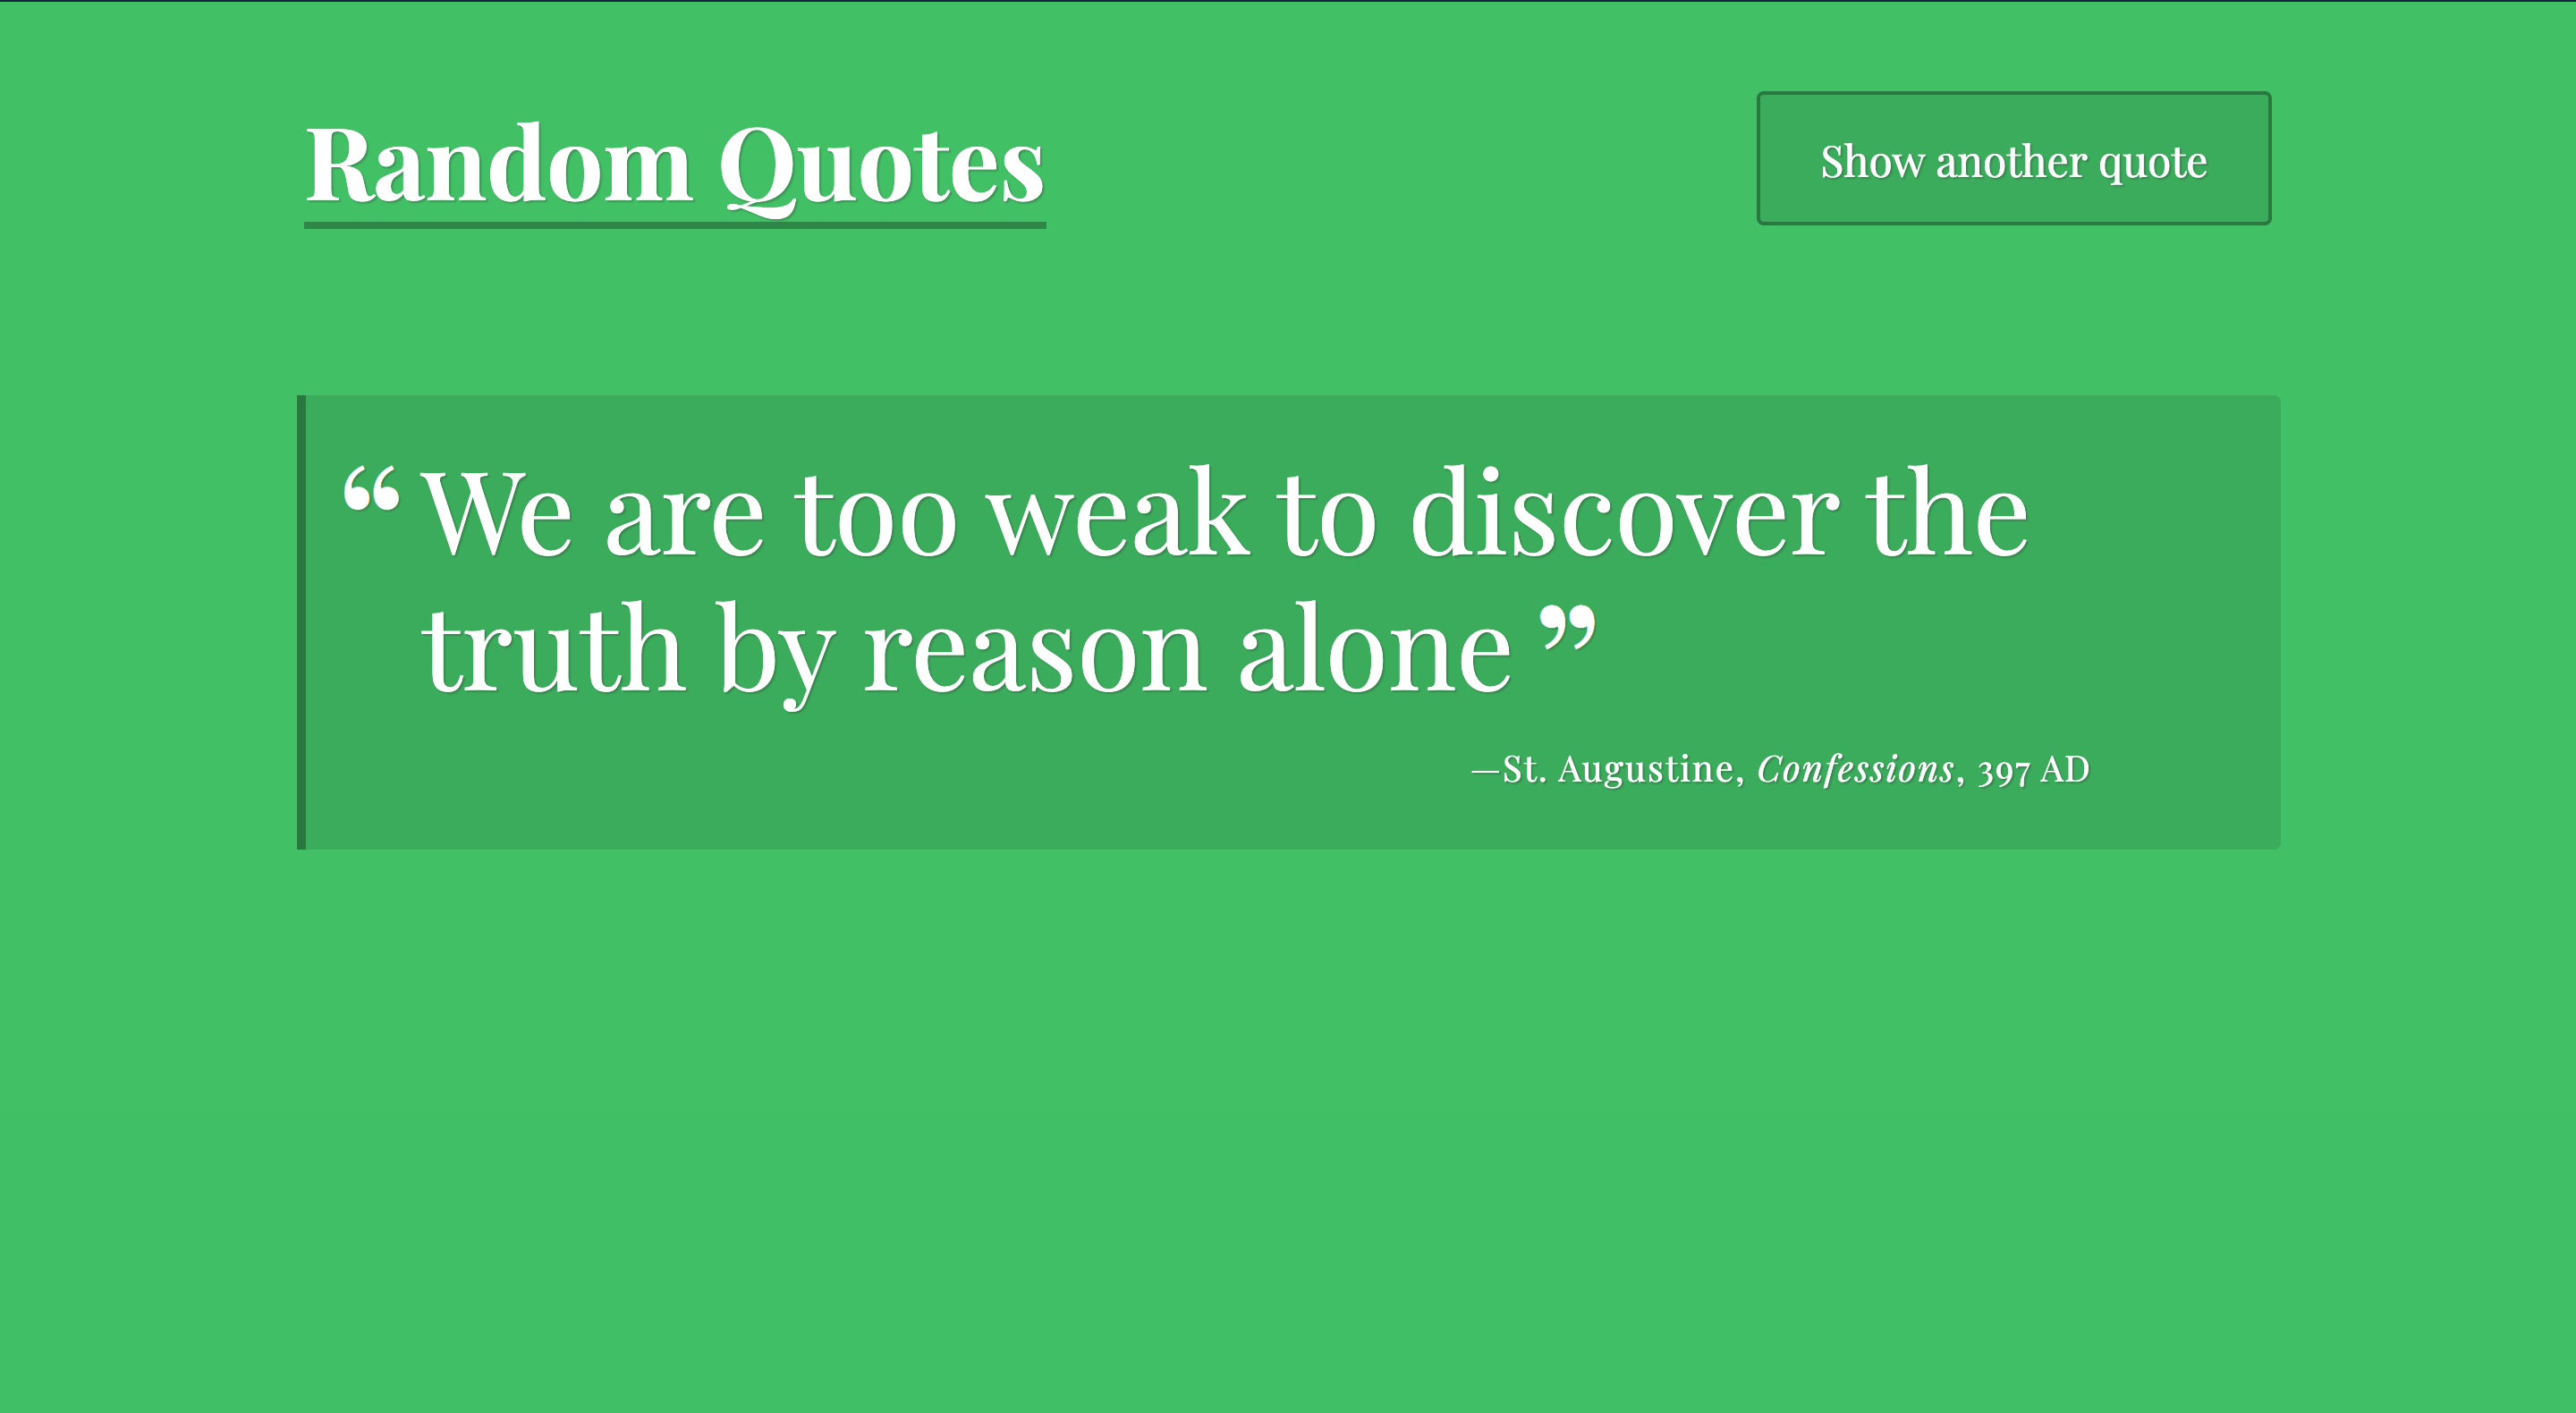 Random Quotes
Show another quote
“We are too weak to discover the
truth by reason alone ”
—St. Augustine, Confessions, 397 AD